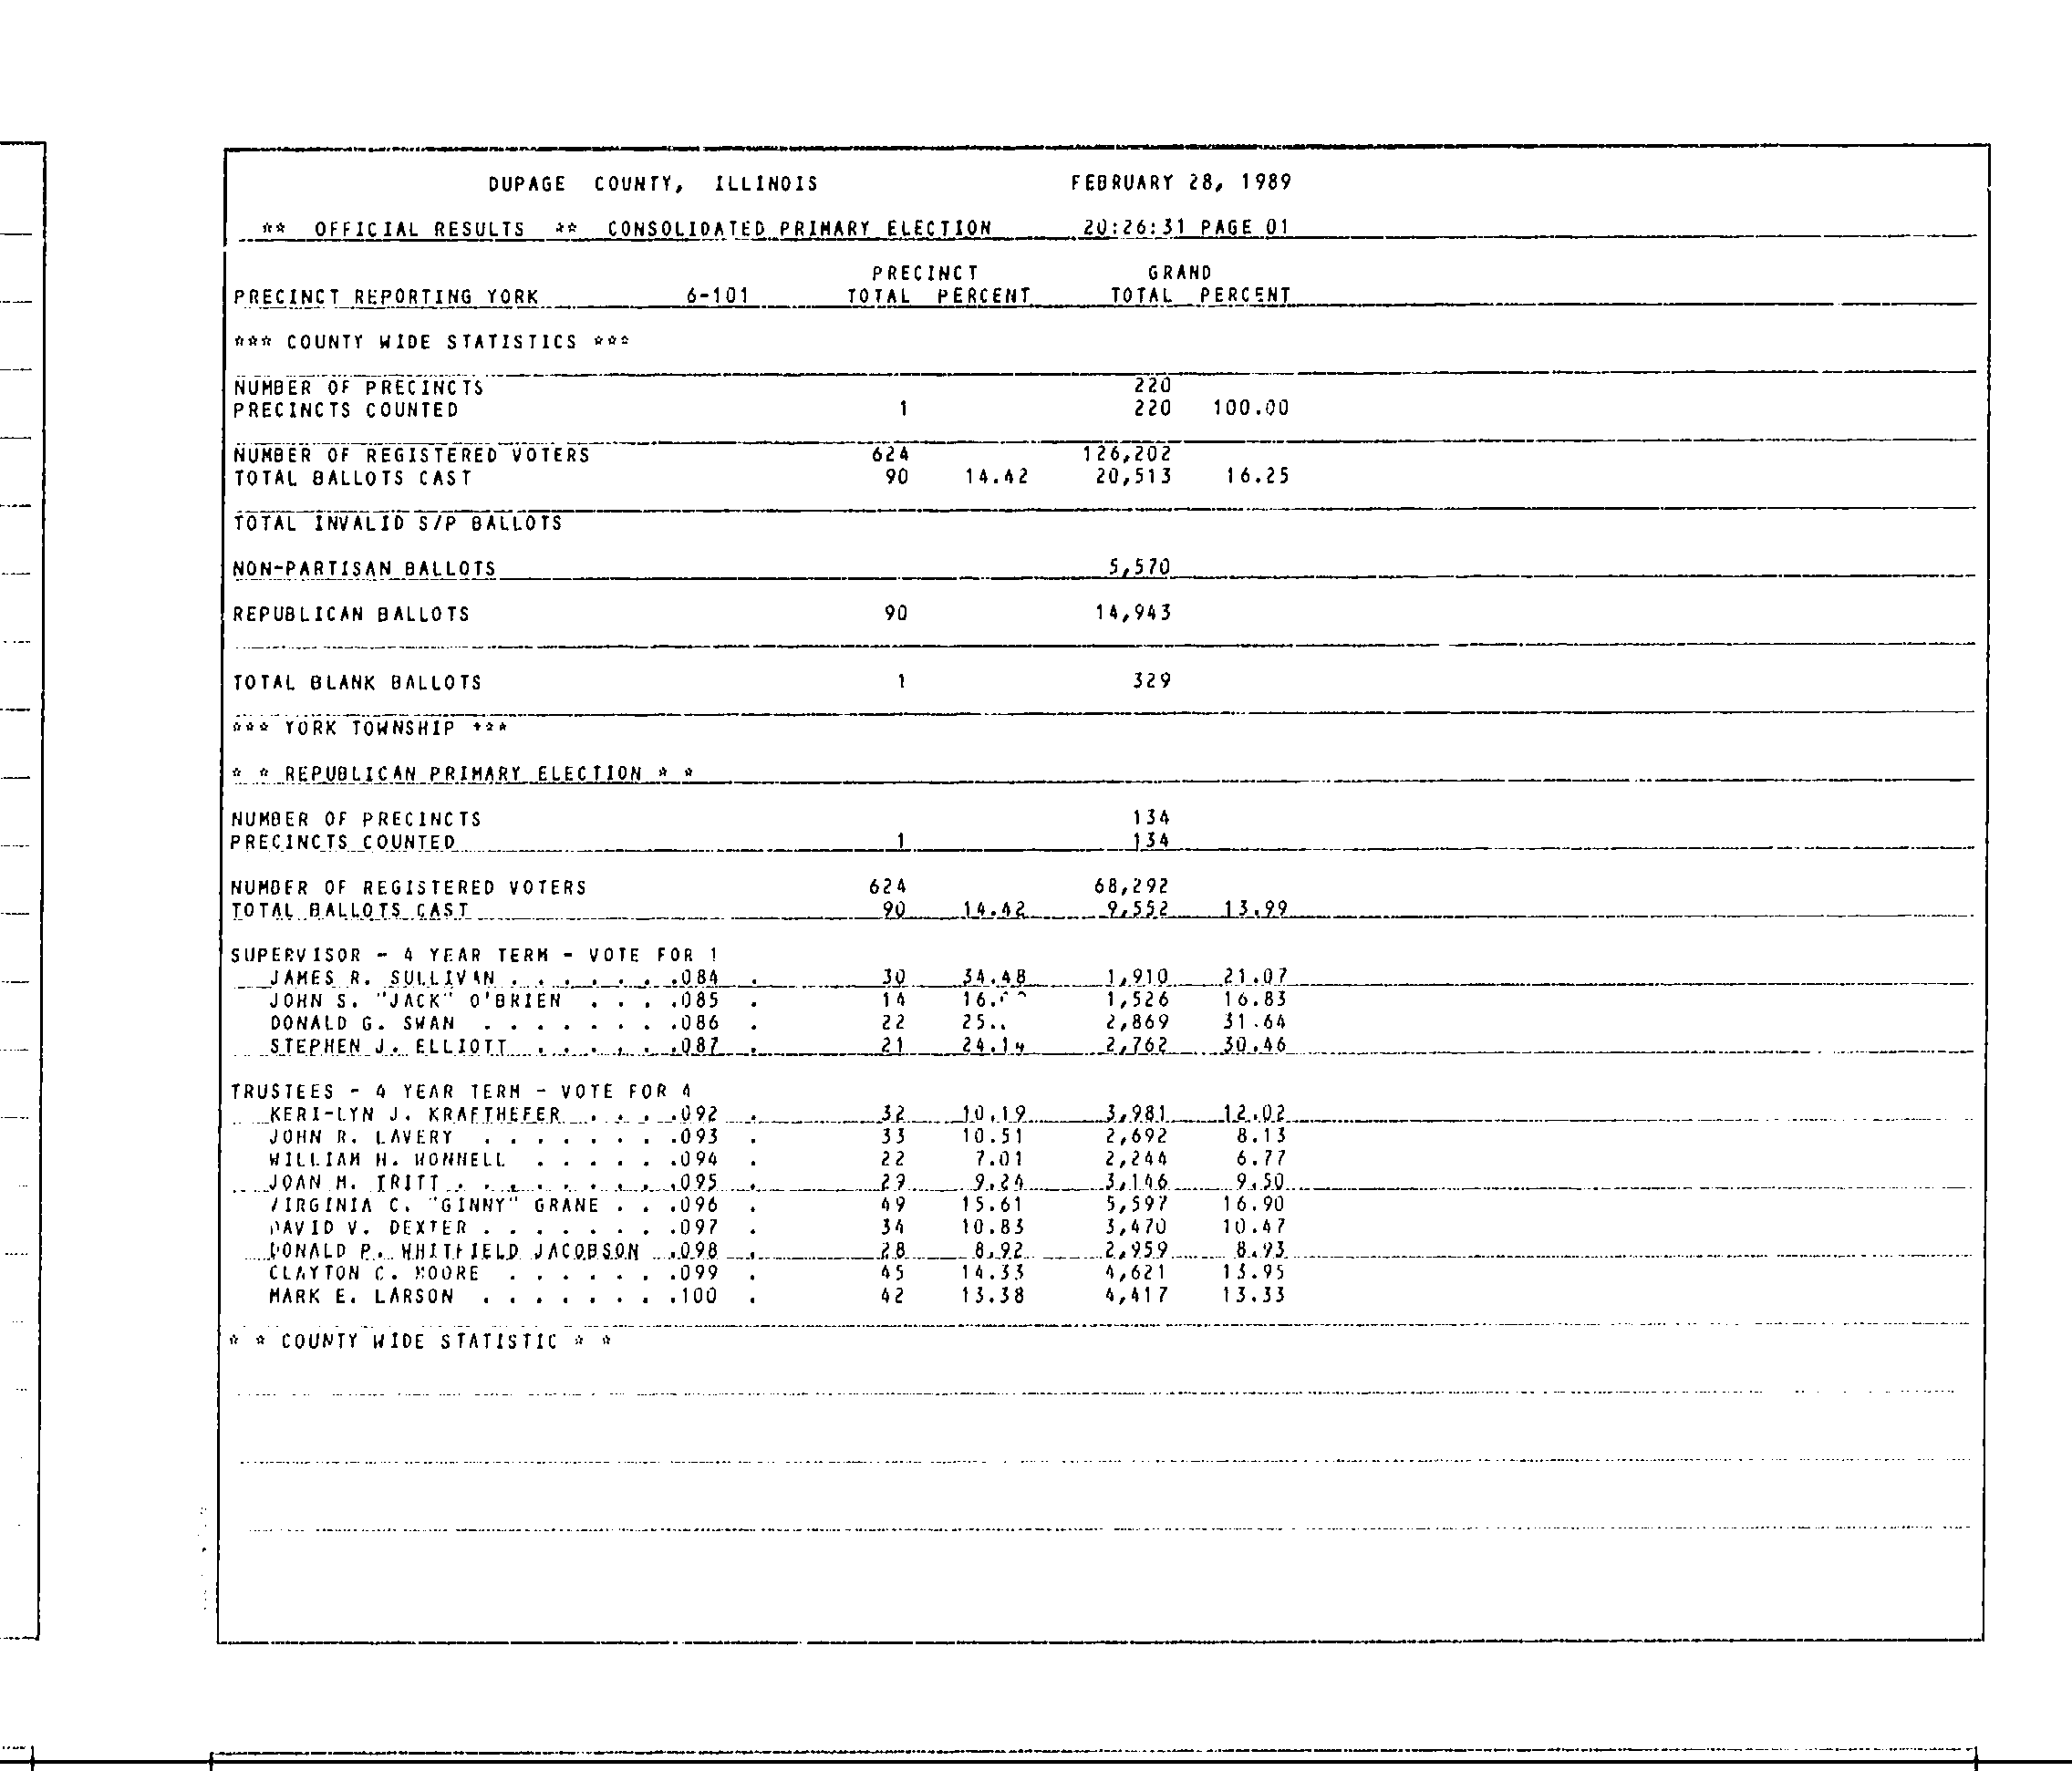 DUPAGE COUNTY, ILLINOIS FEBRUARY 28, 1989
** OFFICIAL RESULTS ** CONSOLIDATED PRIMARY ELECTION 20:26:31 PAGE 01
PRECINCT GRAND
PRECINCT REPORTING YORK 6-101 TOTAL PERCENT TOTAL PERCENT
*** COUNTY WIDE STATISTICS ***
NUMBER OF PRECINCTS 220
PRECINCTS COUNTED 1 220 100.00
NUMBER OF REGISTERED VOTERS 624 126,202
TOTAL BALLOTS CAST 90 14.42 20,513 16.25
TOTAL INVALID S/P BALLOTS
NON-PARTISAN BALLOTS 5,570
REPUBLICAN BALLOTS 90 14,943
TOTAL BLANK BALLOTS 1 329
*** YORK TOWNSHIP ***
* * REPUBLICAN PRIMARY ELECTION * *
NUMBER OF PRECINCTS 134
PRECINCTS COUNTED 1 134
NUMBER OF REGISTERED VOTERS 624 68,292
TOTAL BALLOTS CAST 90 14.42 9,552 13.99
SUPERVISOR - 4 YEAR TERM - VOTE FOR 1
JAMES R. SULLIVAN . . . . . . .084 . 30 34.48 1,910 21.07
JOHN S. "JACK" O'BRIEN . . . .085 . 14 1,526 16.83
DONALD G. SWAN . . . . . . . .086 . 22 2,869 31.64
STEPHEN J. ELLIOTT . . . . . .087 . 21 24.14 2,762 30.46
TRUSTEES - 4 YEAR TERM - VOTE FOR 4
KERI-LYN J. KRAFTHEFER . . . .092 . 32 10.19 3,981 12.02
JOHN R. LAVERY . . . . . . . .093 . 33 10.51 2,692 8.13
WILLIAM H. WONNELL . . . . . .094 . 22 7.01 2,244 6.77
JOAN M. TRITT . . . . . . . . .095 . 29 9.24 3,146 9.50
VIRGINIA C. "GINNY" GRANE . . .096 . 49 15.61 5,597 16.90
DAVID V. DEXTER . . . . . . . .097 . 34 10.83 3,470 10.47
DONALD P. WHITFIELD JACOBSON .098 . 28 8.92 2,959 8.93
CLAYTON C. MOORE . . . . . . .099 . 45 14.33 4,621 13.95
MARK E. LARSON . . . . . . . .100 . 42 13.38 4,417 13.33
* * COUNTY WIDE STATISTIC * *